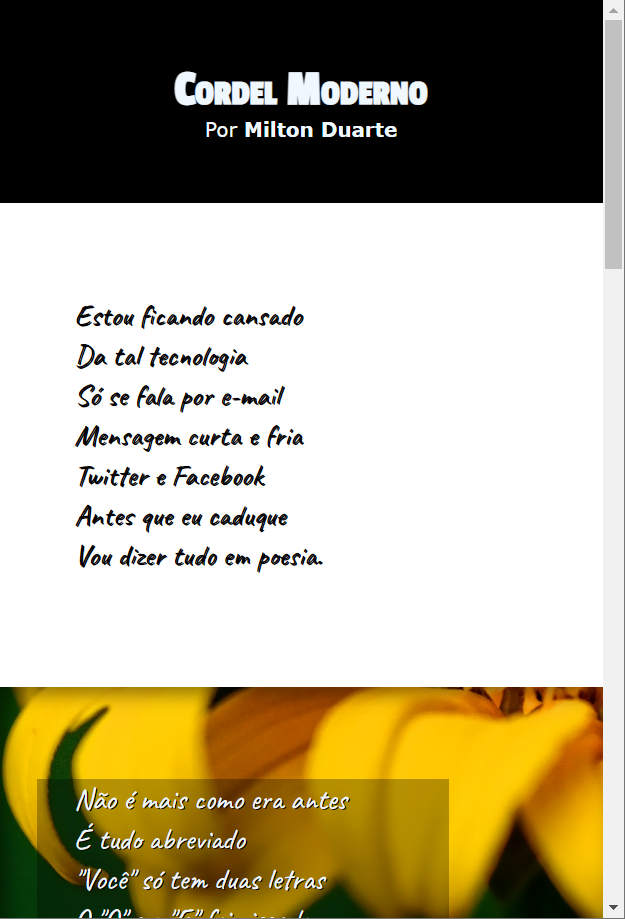 Cordel Moderno
Por Milton Duarte
Estou ficando cansado
Da tal tecnologia
Só se fala por e-mail
Mensagem curta e fria
Twitter e Facebook
Antes que eu caduque
Vou dizer tudo em poesia.
Não é mais como era antes
É tudo abreviado
"Você" só tem duas letras